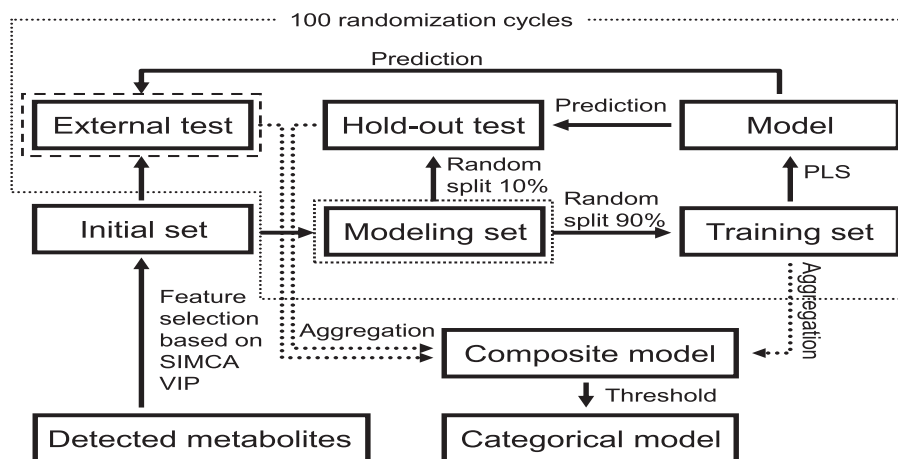 100 randomization cycles
Prediction
External test
Hold-out test
Prediction
Model
Random
split 10%
Random
split 90%
PLS
Initial set
Modeling set
Training set
Feature
selection
based on
SIMCA
VIP
Aggregation
Aggregation
Composite model
Threshold
Detected metabolites
Categorical model